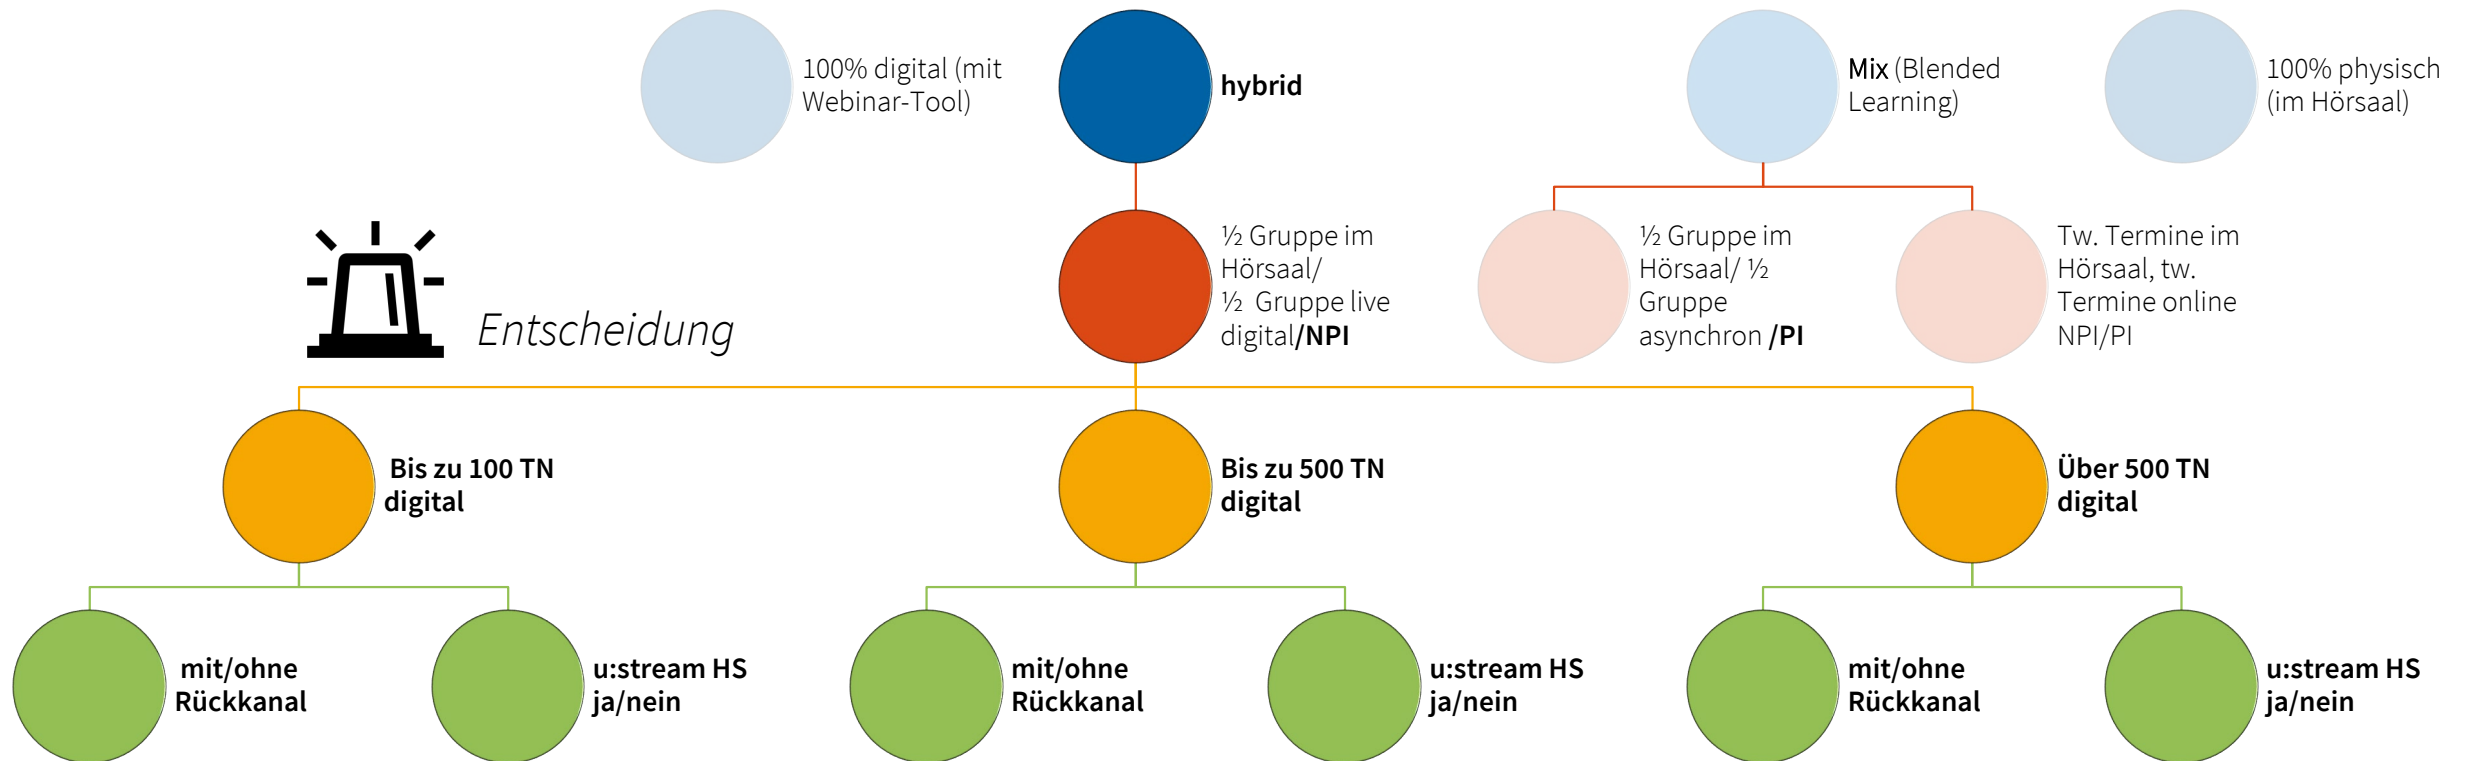 100% digital (mit
Webinar-Tool)
hybrid
Mix (Blended
Learning)
100% physisch
(im Hörsaal)
Entscheidung
½ Gruppe im
Hörsaal/
½ Gruppe live
digital/NPI
½ Gruppe im
Hörsaal/ ½
Gruppe
asynchron /PI
Tw. Termine im
Hörsaal, tw.
Termine online
NPI/PI
Bis zu 100 TN
digital
Bis zu 500 TN
digital
Über 500 TN
digital
mit/ohne
Rückkanal
u:stream HS
ja/nein
mit/ohne
Rückkanal
u:stream HS
ja/nein
mit/ohne
Rückkanal
u:stream HS
ja/nein